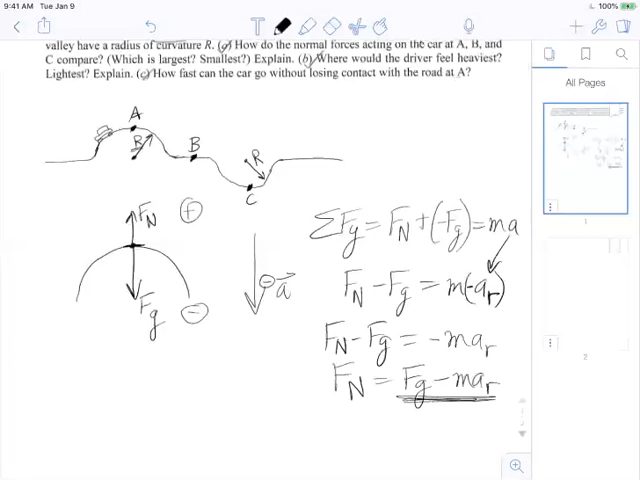 9:41 AM Tue Jan 9
100%
valley have a radius of curvature R. (a) How do the normal forces acting on the car at A, B, and
C compare? (Which is largest? Smallest?) Explain. (b) Where would the driver feel heaviest?
Lightest? Explain. (c) How fast can the car go without losing contact with the road at A?
All Pages
A
R
B
R
C
1
F_N +
ΣF_y = F_N + (-F_g) = ma
a
F_N - F_g = m(-a_r)
F_g -
F_N - F_g = -ma_r
F_N = F_g - ma_r
2